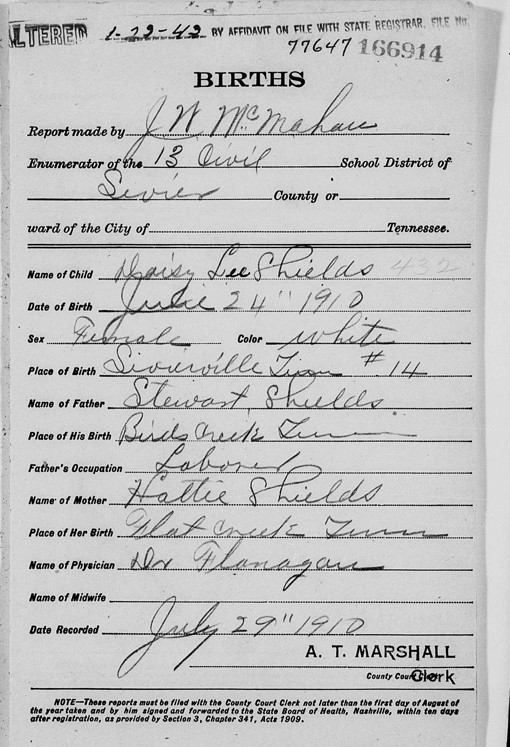 ALTERED 1-22-42 BY AFFIDAVIT ON FILE WITH STATE REGISTRAR, FILE No.
77647 166914
BIRTHS
Report made by J W McMahan
Enumerator of the 13 Civil School District of
Sevier County or
ward of the City of Tennessee.
Name of Child Daisy Lee Shields 432
Date of Birth June 24" 1910
Sex Female Color White
Place of Birth Sivierville Tenn #14
Name of Father Stewart Shields
Place of His Birth Birds Creek Tenn
Father's Occupation Laborer
Name of Mother Hattie Shields
Place of Her Birth Flat Creek Tenn
Name of Physician Dr Flanagan
Name of Midwife
Date Recorded July 29" 1910
A. T. MARSHALL
County Court Clerk
NOTE—These reports must be filed with the County Court Clerk not later than the first day of August of
the year taken and by him signed and forwarded to the State Board of Health, Nashville, within ten days
after registration, as provided by Section 3, Chapter 341, Acts 1909.